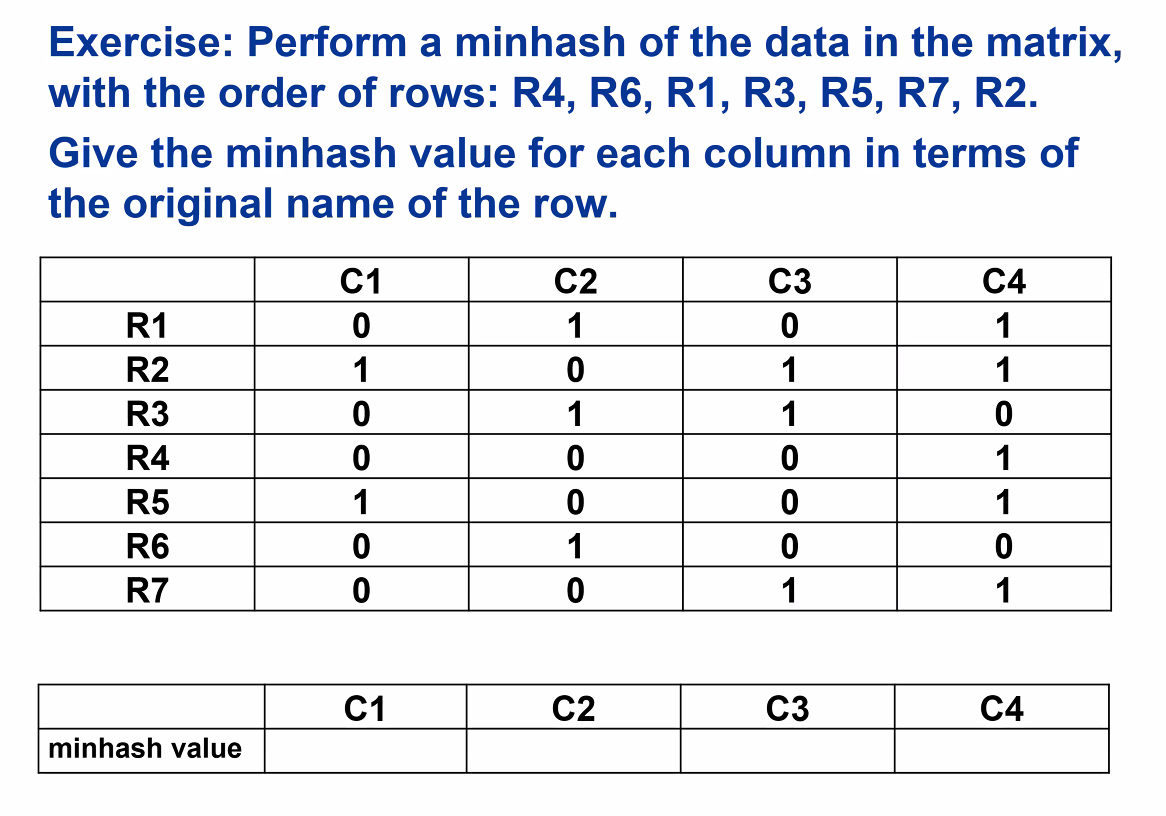 Exercise: Perform a minhash of the data in the matrix,
with the order of rows: R4, R6, R1, R3, R5, R7, R2.
Give the minhash value for each column in terms of
the original name of the row.
C1 C2 C3 C4
R1 0 1 0 1
R2 1 0 1 1
R3 0 1 1 0
R4 0 0 0 1
R5 1 0 0 1
R6 0 1 0 0
R7 0 0 1 1
C1 C2 C3 C4
minhash value